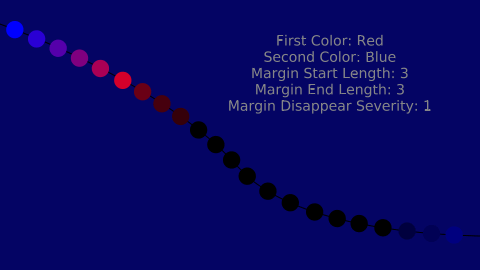 First Color: Red
Second Color: Blue
Margin Start Length: 3
Margin End Length: 3
Margin Disappear Severity: 1